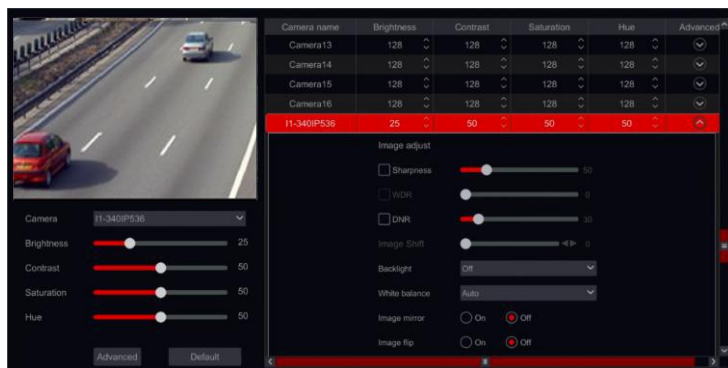 Camera name Brightness Contrast Saturation Hue Advanced
Camera13 128 128 128 128
Camera14 128 128 128 128
Camera15 128 128 128 128
Camera16 128 128 128 128
I1-340IP536 25 50 50 50
Image adjust
Sharpness 50
WDR 0
DNR 30
Image Shift 0
Backlight Off
White balance Auto
Image mirror On Off
Image flip On Off
Camera I1-340IP536
Brightness 25
Contrast 50
Saturation 50
Hue 50
Advanced Default